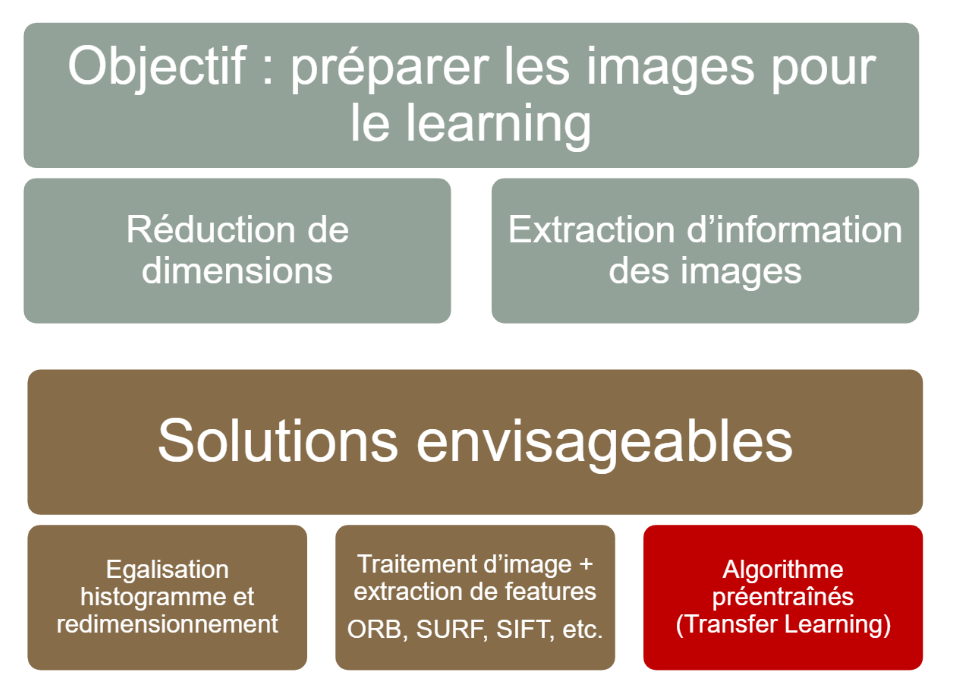 Objectif : préparer les images pour
le learning
Réduction de
dimensions
Extraction d’information
des images
Solutions envisageables
Egalisation
histogramme et
redimensionnement
Traitement d’image +
extraction de features
ORB, SURF, SIFT, etc.
Algorithme
préentraînés
(Transfer Learning)